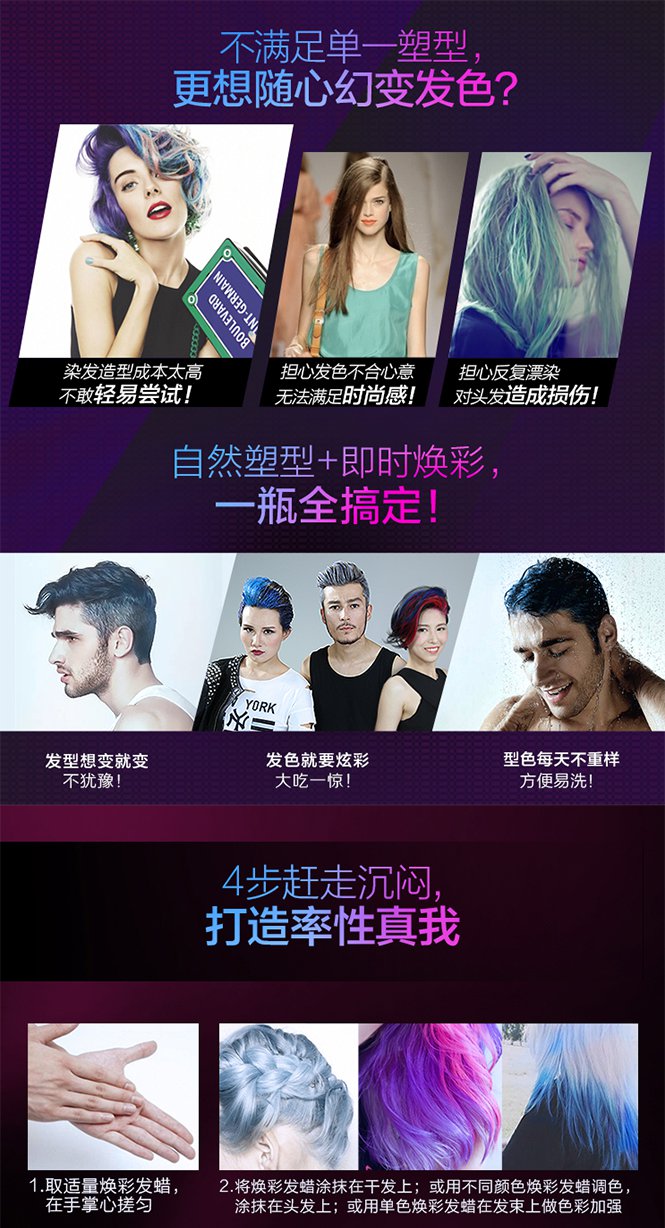 不满足单一塑型，
更想随心幻变发色？
BOULEVARD
NT-GERMAIN
染发造型成本太高
不敢轻易尝试！
担心发色不合心意
无法满足时尚感！
担心反复漂染
对头发造成损伤！
自然塑型+即时焕彩，
一瓶全搞定！
YORK
发型想变就变
不犹豫！
发色就要炫彩
大吃一惊！
型色每天不重样
方便易洗！
4步赶走沉闷，
打造率性真我
1.取适量焕彩发蜡，
在手掌心搓匀
2.将焕彩发蜡涂抹在干发上；或用不同颜色焕彩发蜡调色，
涂抹在头发上；或用单色焕彩发蜡在发束上做色彩加强